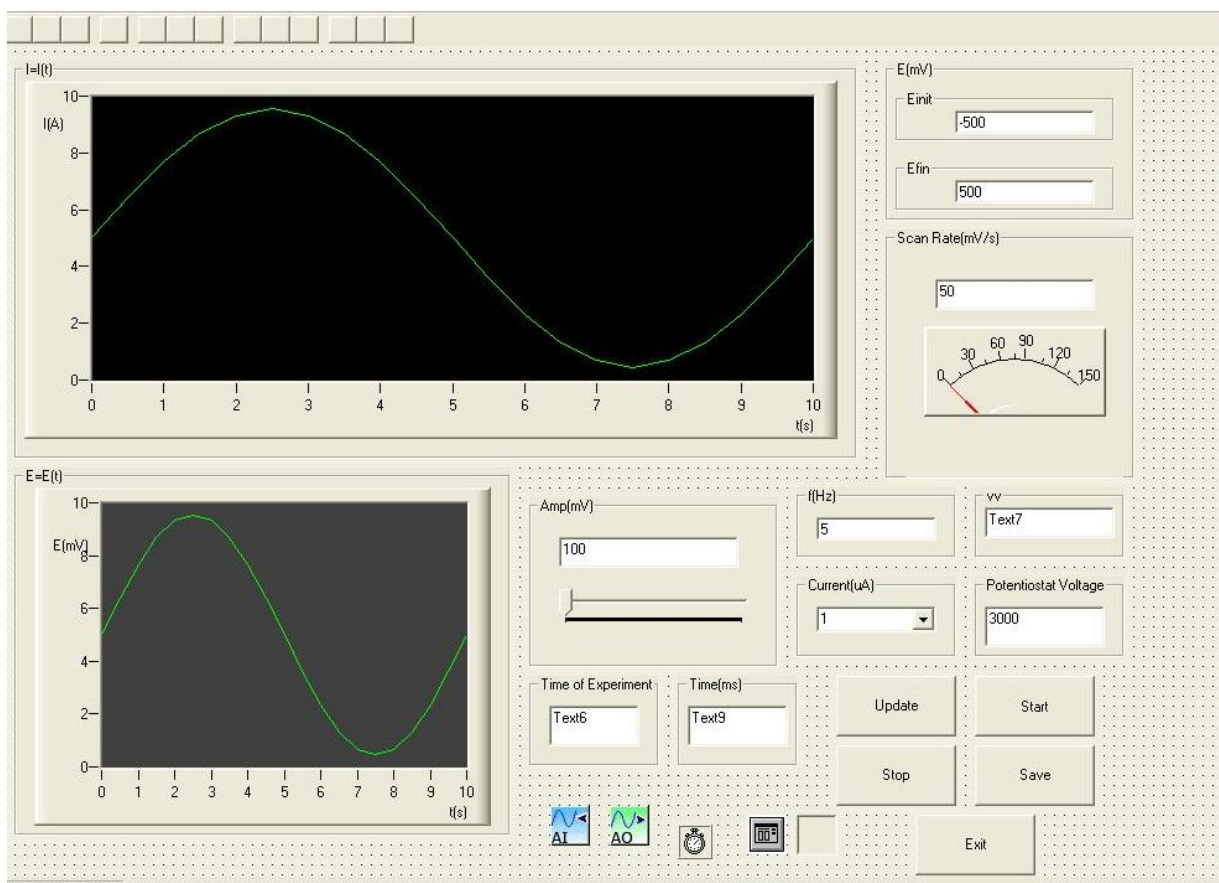 I=I(t)
I(A)
10
8
6
4
2
0
0 1 2 3 4 5 6 7 8 9 10
t(s)
E(mV)
Einit
-500
Efin
500
Scan Rate(mV/s)
50
0 30 60 90 120 150
E=E(t)
E(mV)
10
8
6
4
2
0
0 1 2 3 4 5 6 7 8 9 10
t(s)
Amp(mV)
100
f(Hz)
5
Text7
Current(uA)
1
Potentiostat Voltage
3000
Time of Experiment
Text6
Time(ms)
Text9
Update
Start
Stop
Save
AI
AO
Exit